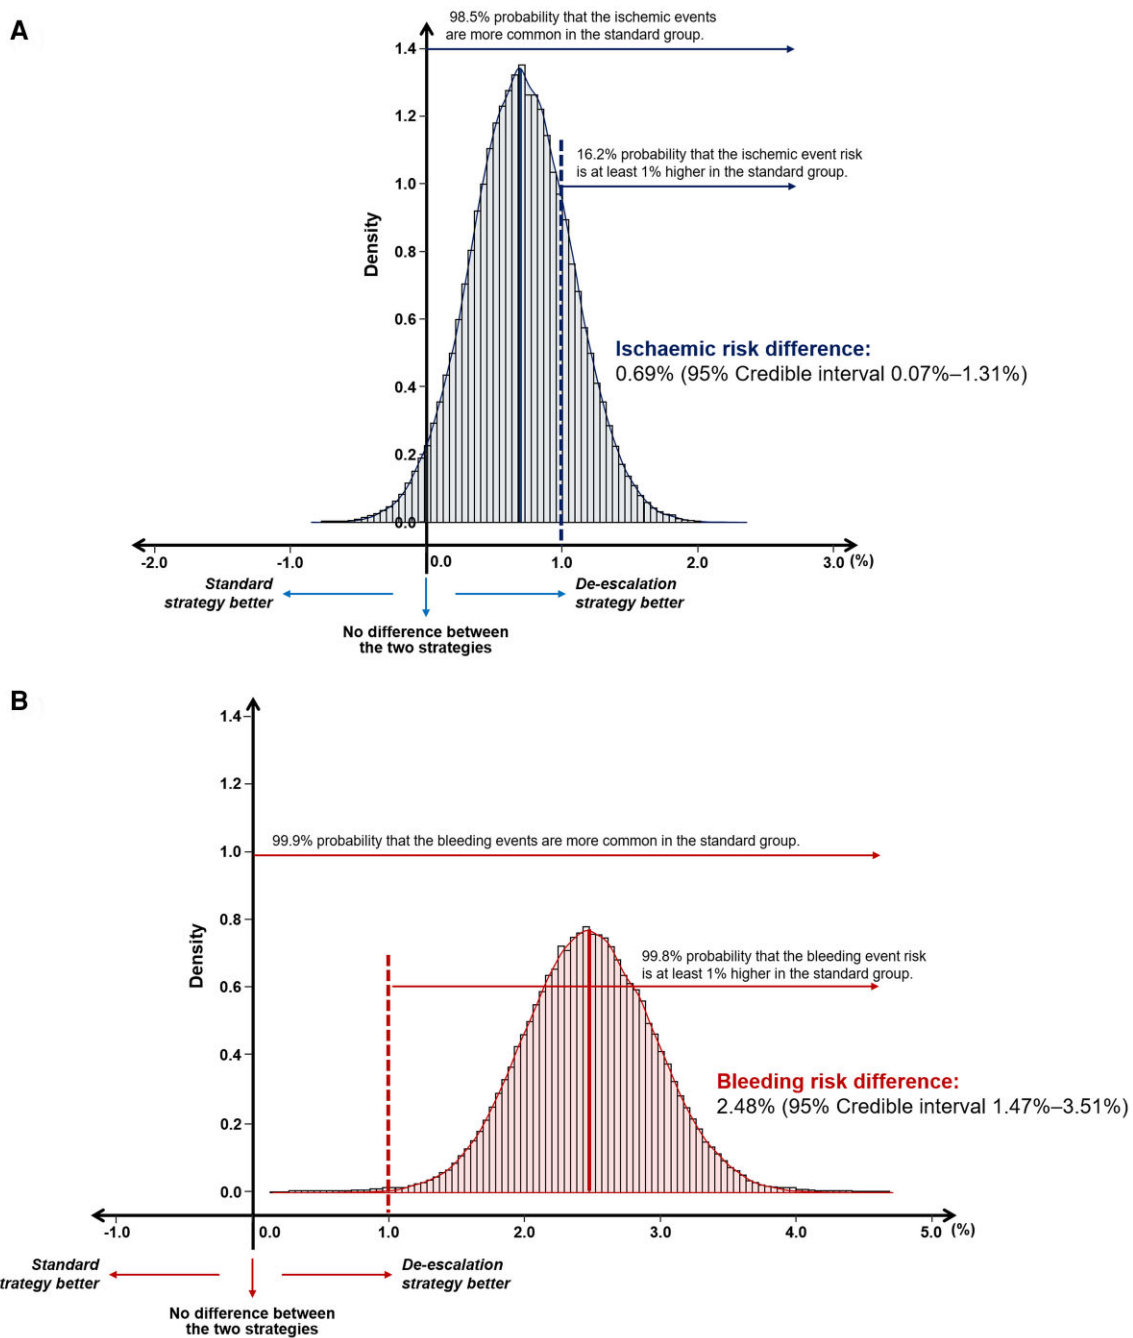 A
98.5% probability that the ischemic events
are more common in the standard group.
1.4
1.2
16.2% probability that the ischemic event risk
is at least 1% higher in the standard group.
1.0
Density
0.8
0.6
Ischaemic risk difference:
0.69% (95% Credible interval 0.07%–1.31%)
0.4
0.2
0.0
-2.0 -1.0 0.0 1.0 2.0 3.0 (%)
Standard
strategy better
De-escalation
strategy better
No difference between
the two strategies
B
1.4
1.2
99.9% probability that the bleeding events are more common in the standard group.
1.0
0.8
Density
99.8% probability that the bleeding event risk
is at least 1% higher in the standard group.
0.6
0.4
Bleeding risk difference:
2.48% (95% Credible interval 1.47%–3.51%)
0.2
0.0
-1.0 0.0 1.0 2.0 3.0 4.0 5.0 (%)
Standard
trategy better
De-escalation
strategy better
No difference between
the two strategies